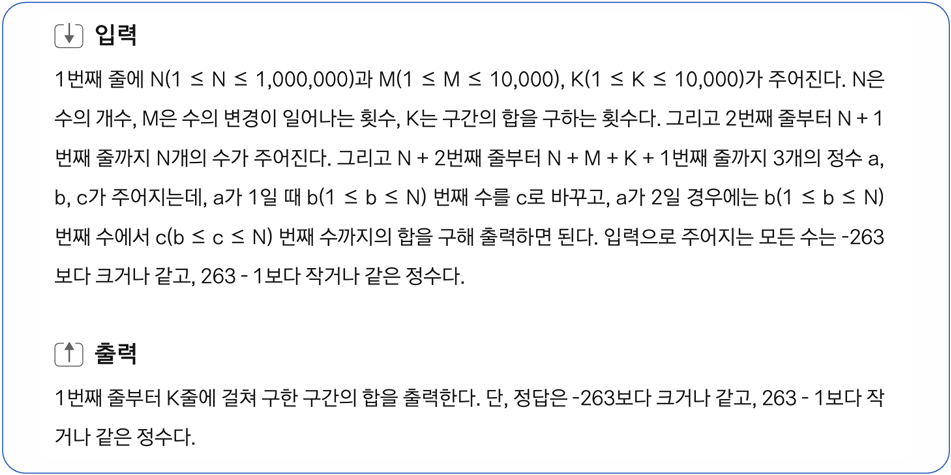 입력
1번째 줄에 N(1 ≤ N ≤ 1,000,000)과 M(1 ≤ M ≤ 10,000), K(1 ≤ K ≤ 10,000)가 주어진다. N은
수의 개수, M은 수의 변경이 일어나는 횟수, K는 구간의 합을 구하는 횟수다. 그리고 2번째 줄부터 N + 1
번째 줄까지 N개의 수가 주어진다. 그리고 N + 2번째 줄부터 N + M + K + 1번째 줄까지 3개의 정수 a,
b, c가 주어지는데, a가 1일 때 b(1 ≤ b ≤ N) 번째 수를 c로 바꾸고, a가 2일 경우에는 b(1 ≤ b ≤ N)
번째 수에서 c(b ≤ c ≤ N) 번째 수까지의 합을 구해 출력하면 된다. 입력으로 주어지는 모든 수는 -263
보다 크거나 같고, 263 - 1보다 작거나 같은 정수다.
출력
1번째 줄부터 K줄에 걸쳐 구한 구간의 합을 출력한다. 단, 정답은 -263보다 크거나 같고, 263 - 1보다 작
거나 같은 정수다.